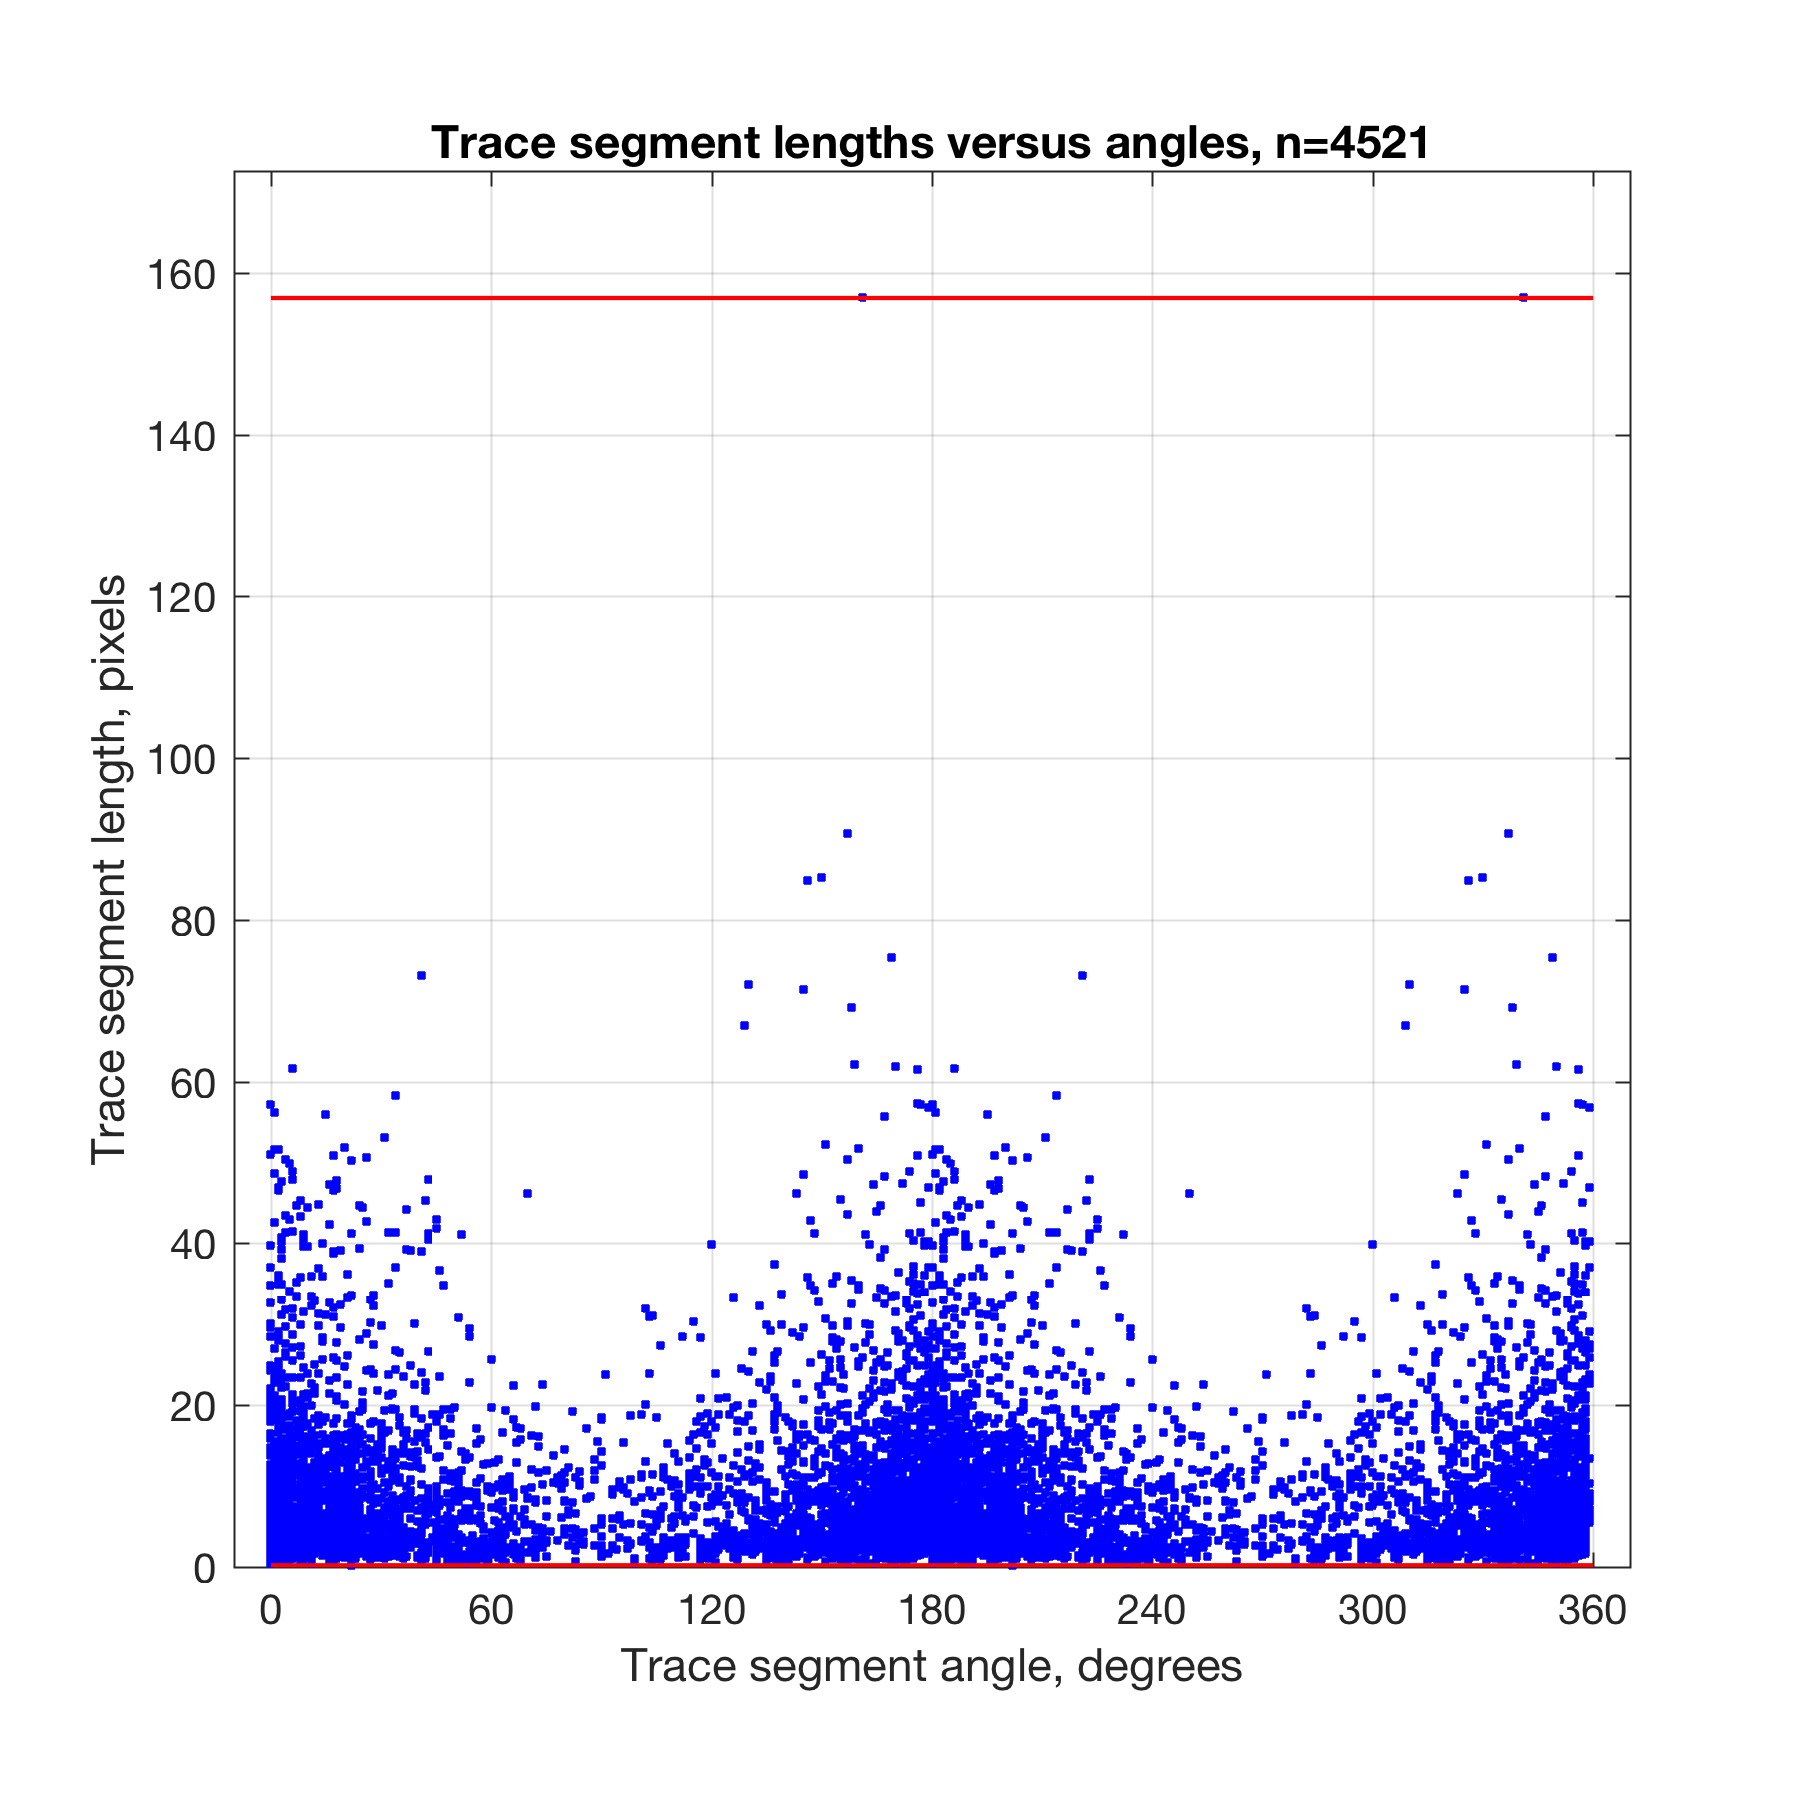 Trace segment lengths versus angles, n=4521
Trace segment length, pixels
160
140
120
100
80
60
40
20
0
0 60 120 180 240 300 360
Trace segment angle, degrees